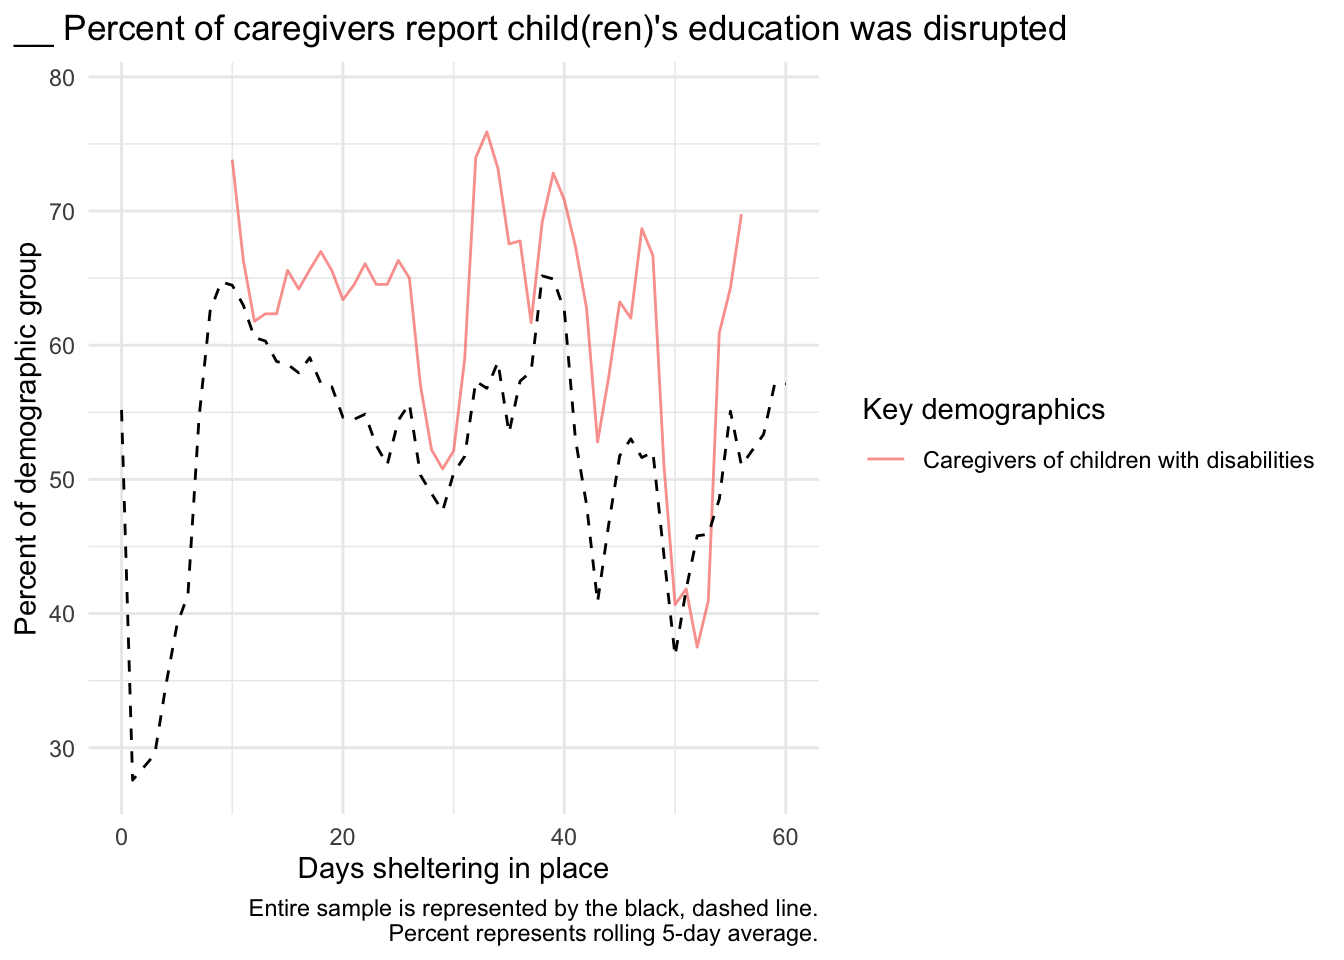 __ Percent of caregivers report child(ren)'s education was disrupted
80
70
60
50
40
30
Percent of demographic group
0 20 40 60
Days sheltering in place
Key demographics
Caregivers of children with disabilities
Entire sample is represented by the black, dashed line.
Percent represents rolling 5-day average.